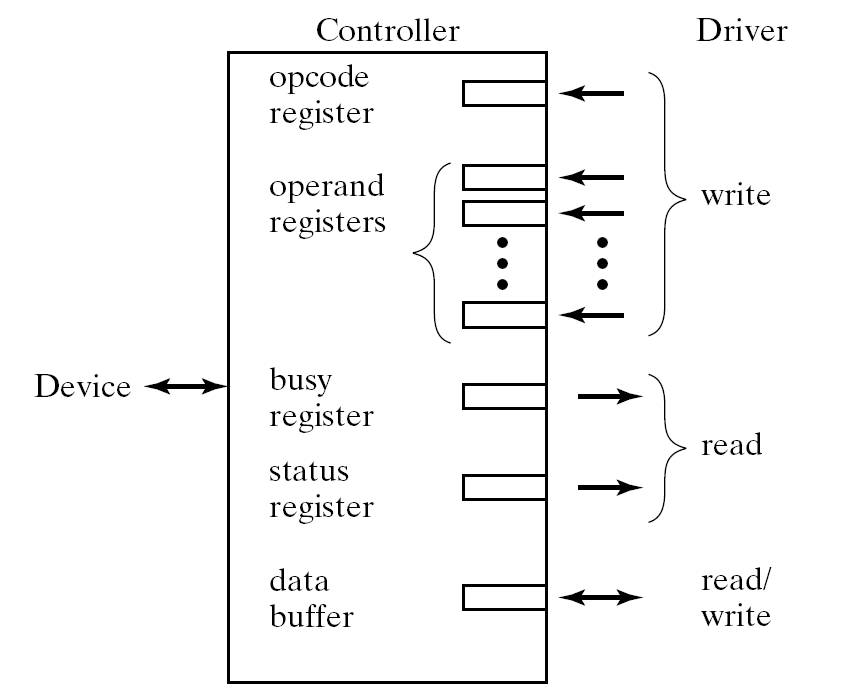 Controller
Driver
opcode
register
operand
registers
write
Device
busy
register
read
status
register
data
buffer
read/
write